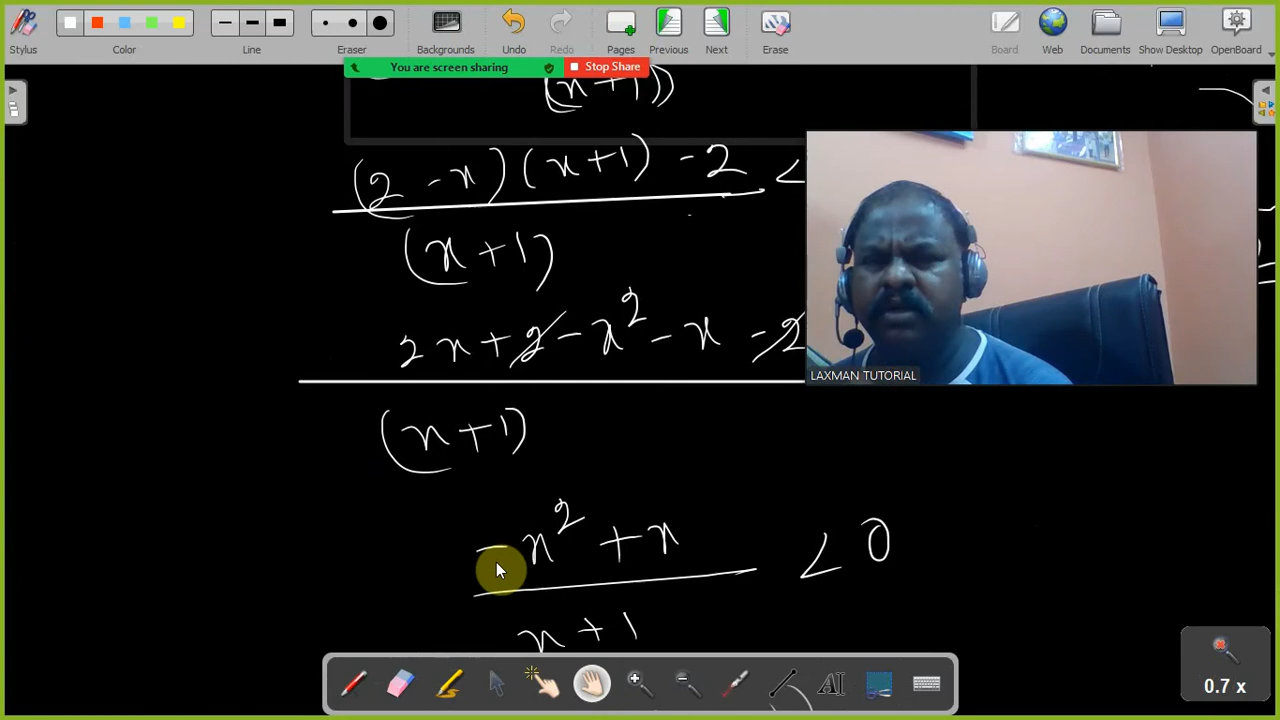 Stylus Color Line Eraser Backgrounds Undo Redo Pages Previous Next Erase Board Web Documents Show Desktop OpenBoard
You are screen sharing Stop Share
(x+1))
(2 -x)(x+1) -2 <
(x+1)
2x+2-x²-x-2
(x+1)
LAXMAN TUTORIAL
-x²+x < 0
x+1
AI
0.7 x